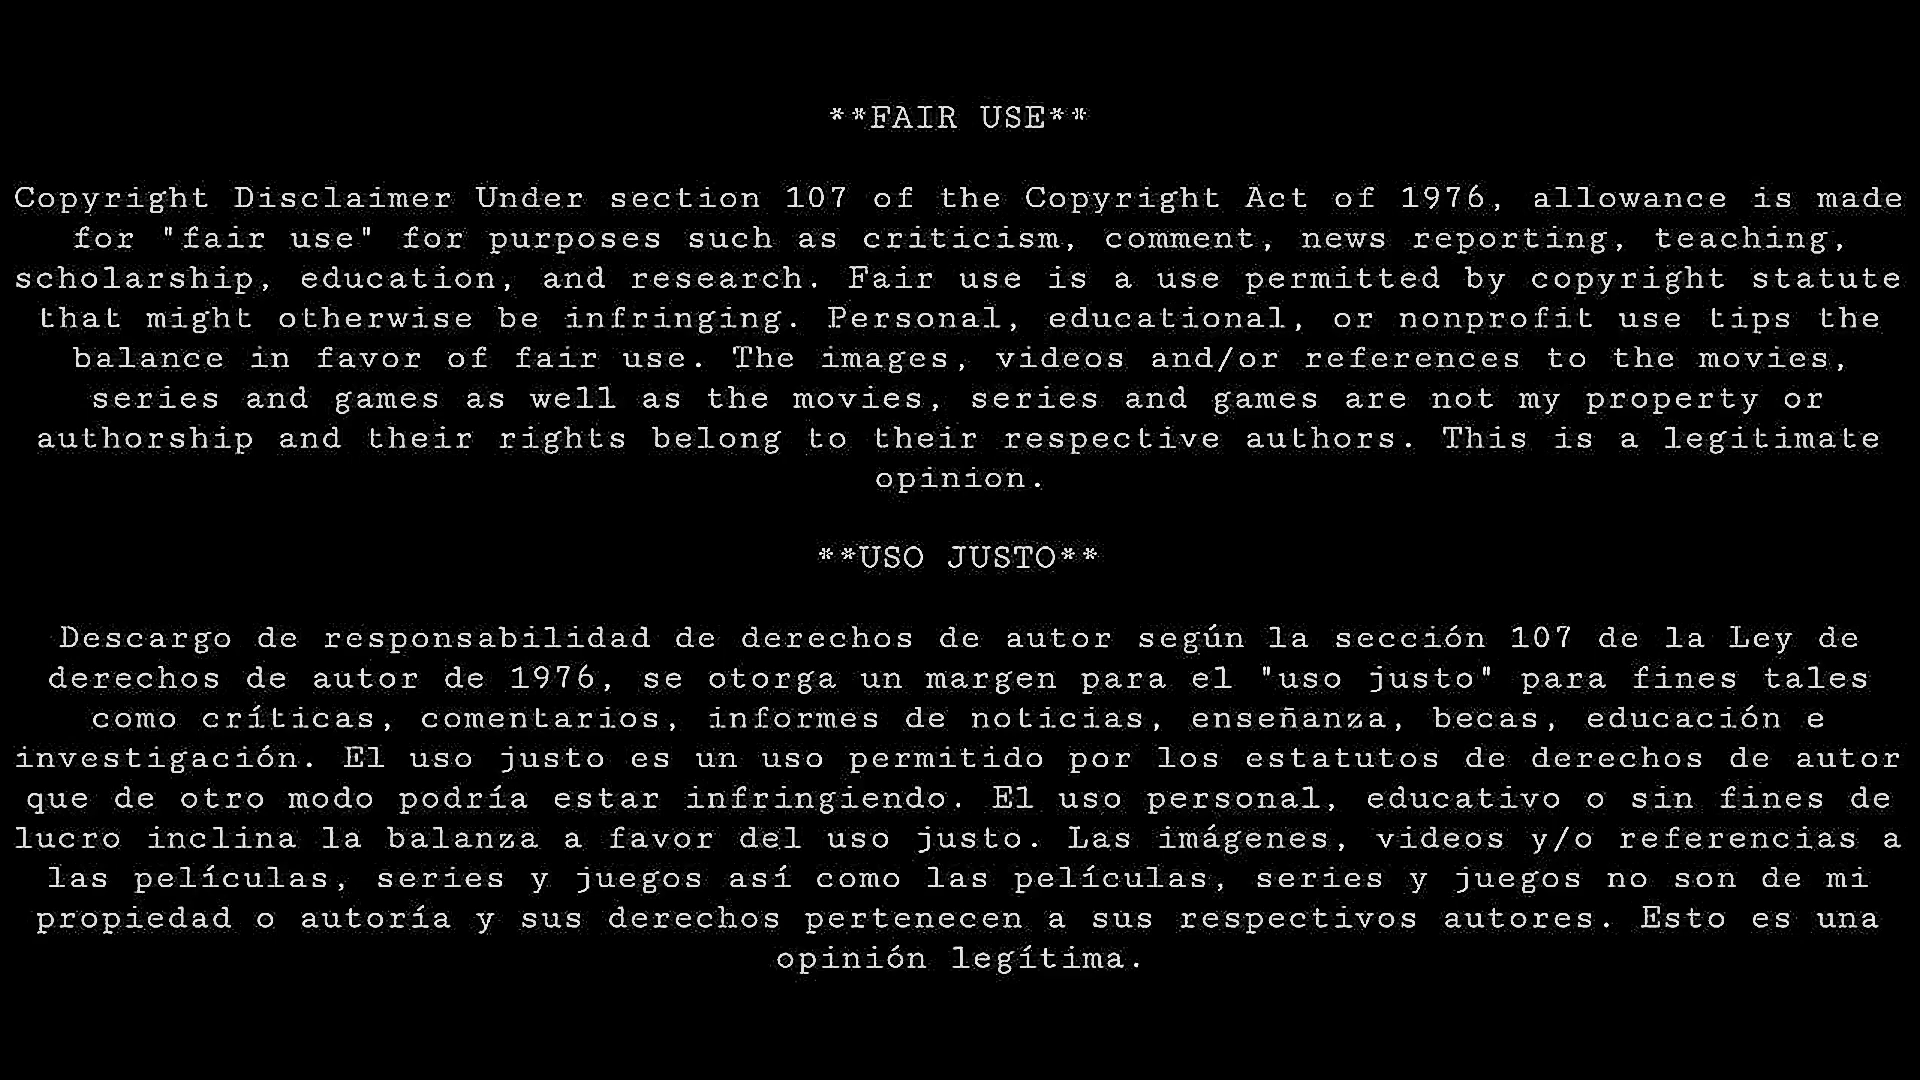 **FAIR USE**
Copyright Disclaimer Under section 107 of the Copyright Act of 1976, allowance is made
for "fair use" for purposes such as criticism, comment, news reporting, teaching,
scholarship, education, and research. Fair use is a use permitted by copyright statute
that might otherwise be infringing. Personal, educational, or nonprofit use tips the
balance in favor of fair use. The images, videos and/or references to the movies,
series and games as well as the movies, series and games are not my property or
authorship and their rights belong to their respective authors. This is a legitimate
opinion.
**USO JUSTO**
Descargo de responsabilidad de derechos de autor según la sección 107 de la Ley de
derechos de autor de 1976, se otorga un margen para el "uso justo" para fines tales
como críticas, comentarios, informes de noticias, enseñanza, becas, educación e
investigación. El uso justo es un uso permitido por los estatutos de derechos de autor
que de otro modo podría estar infringiendo. El uso personal, educativo o sin fines de
lucro inclina la balanza a favor del uso justo. Las imágenes, videos y/o referencias a
las películas, series y juegos así como las películas, series y juegos no son de mi
propiedad o autoría y sus derechos pertenecen a sus respectivos autores. Esto es una
opinión legítima.